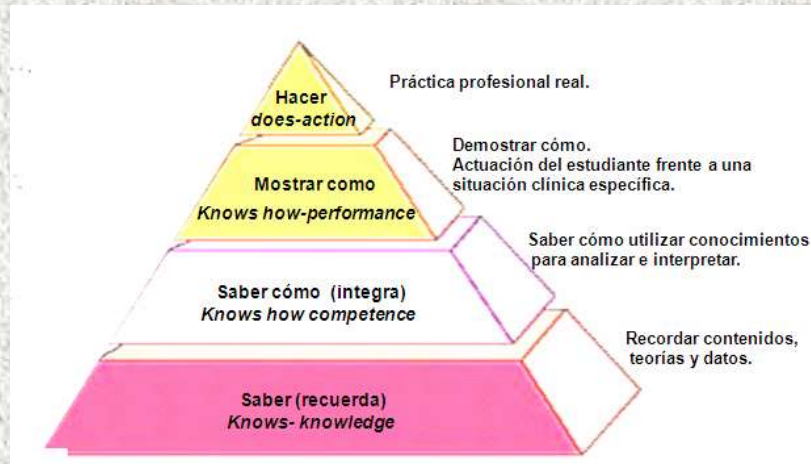 Hacer
does-action
Práctica profesional real.
Mostrar como
Knows how-performance
Demostrar cómo.
Actuación del estudiante frente a una
situación clínica específica.
Saber cómo (integra)
Knows how competence
Saber cómo utilizar conocimientos
para analizar e interpretar.
Saber (recuerda)
Knows- knowledge
Recordar contenidos,
teorías y datos.